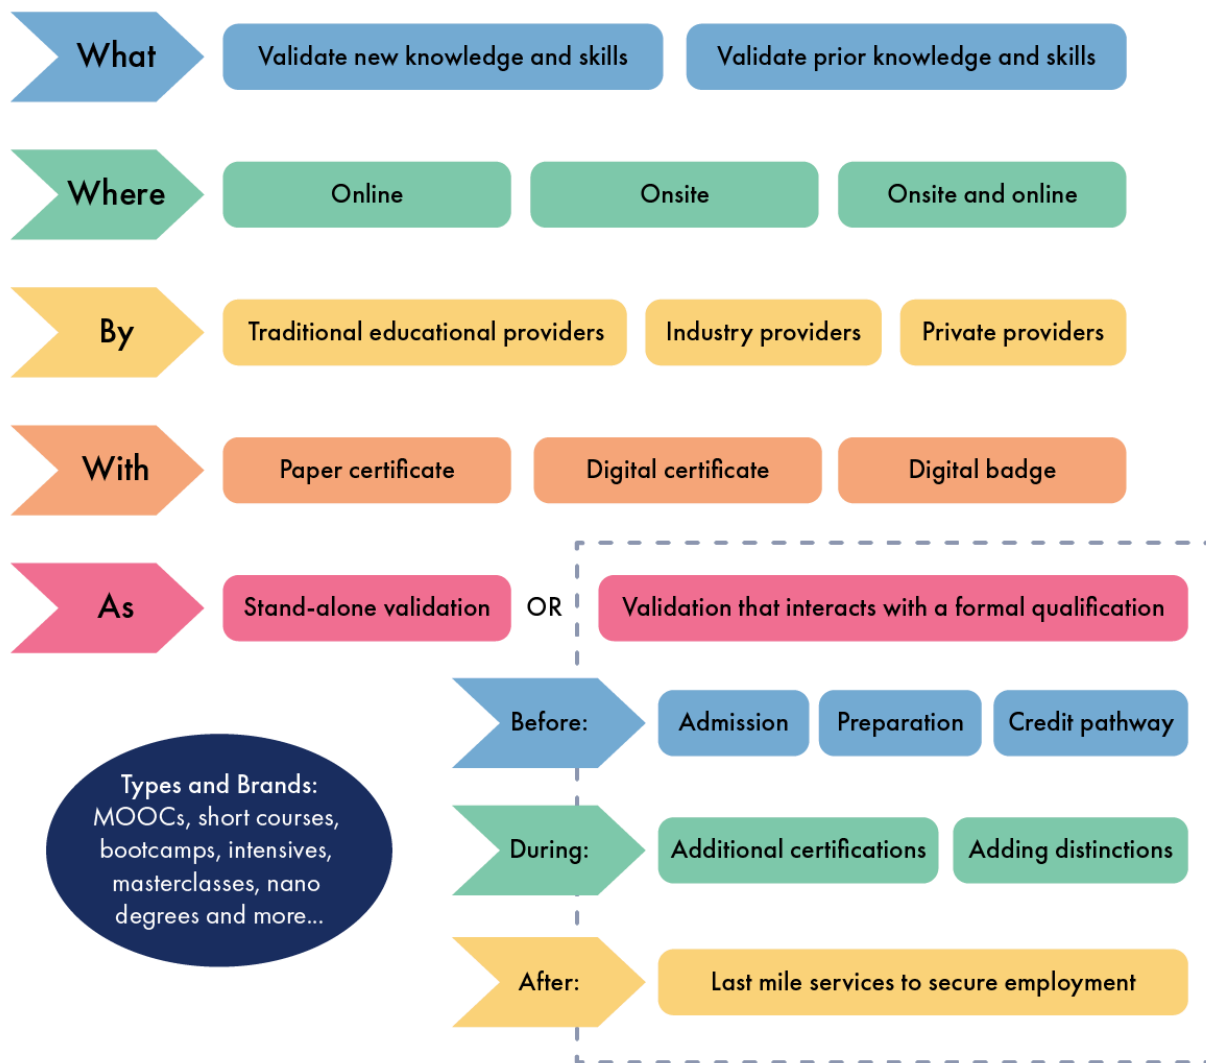 What
Validate new knowledge and skills
Validate prior knowledge and skills
Where
Online
Onsite
Onsite and online
By
Traditional educational providers
Industry providers
Private providers
With
Paper certificate
Digital certificate
Digital badge
As
Stand-alone validation
OR
Validation that interacts with a formal qualification
Before:
Admission
Preparation
Credit pathway
During:
Additional certifications
Adding distinctions
After:
Last mile services to secure employment
Types and Brands:
MOOCs, short courses,
bootcamps, intensives,
masterclasses, nano
degrees and more...